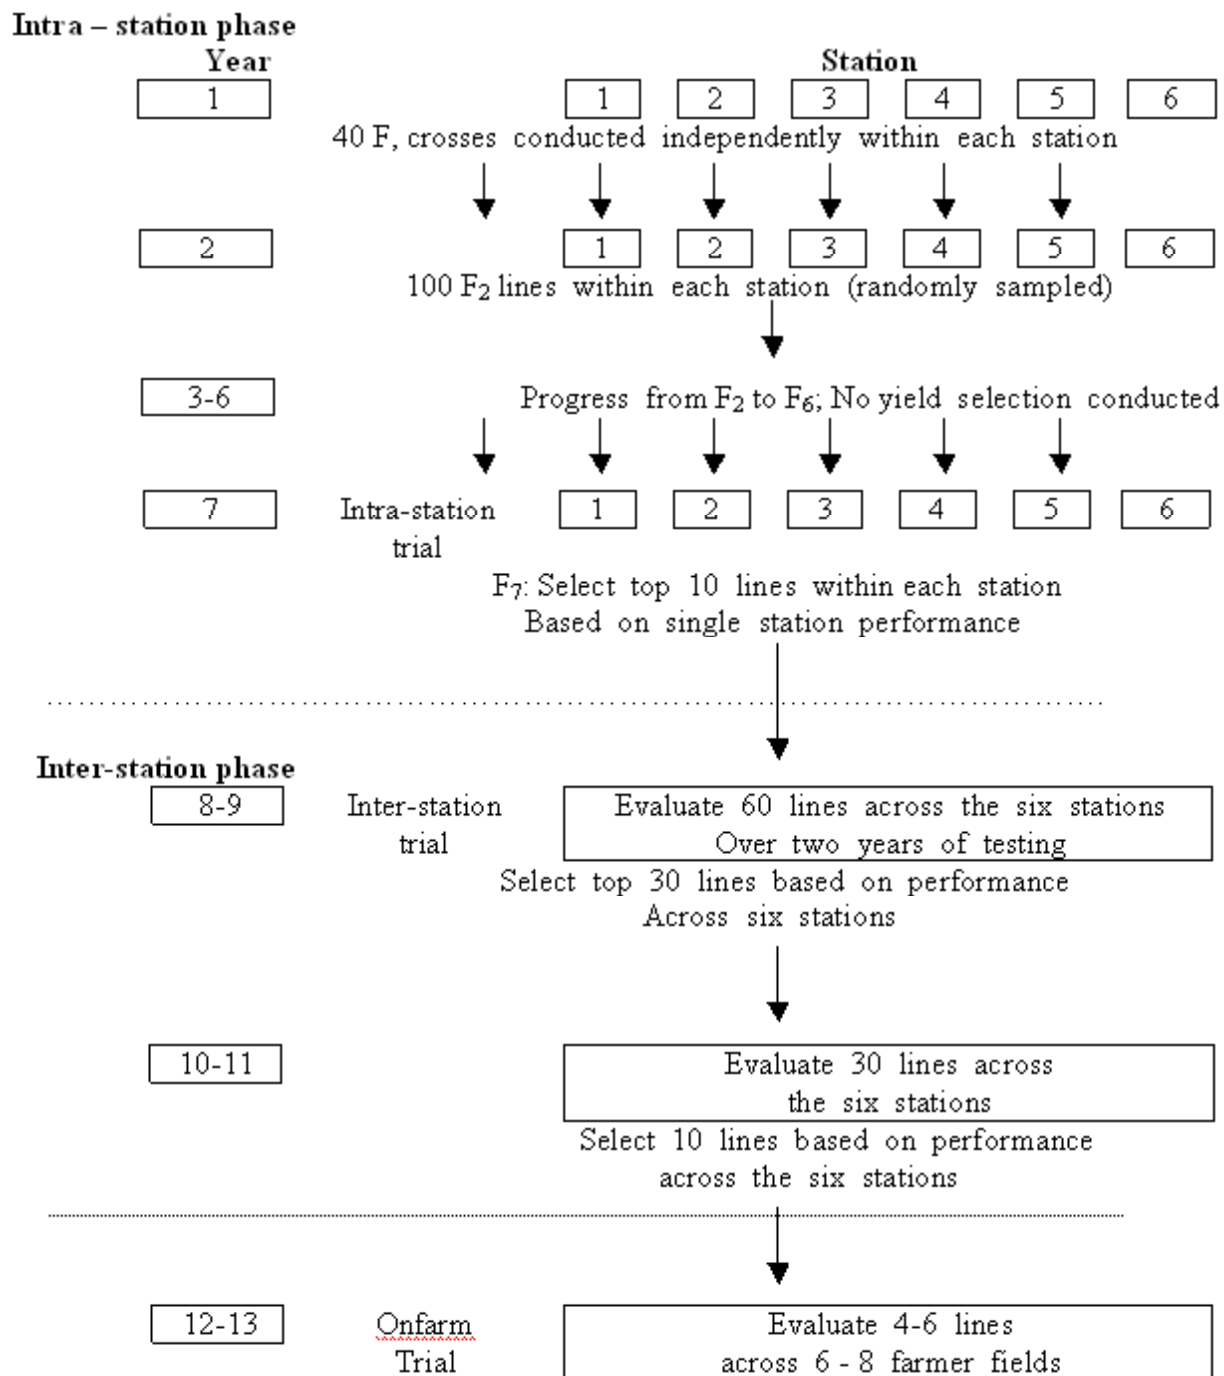 Intra – station phase
Year Station
1 1 2 3 4 5 6
40 F, crosses conducted independently within each station
2 1 2 3 4 5 6
100 F2 lines within each station (randomly sampled)
3-6 Progress from F2 to F6; No yield selection conducted
7 Intra-station 1 2 3 4 5 6
trial
F7: Select top 10 lines within each station
Based on single station performance
Inter-station phase
8-9 Inter-station Evaluate 60 lines across the six stations
trial Over two years of testing
Select top 30 lines based on performance
Across six stations
10-11 Evaluate 30 lines across
the six stations
Select 10 lines based on performance
across the six stations
12-13 Onfarm Evaluate 4-6 lines
Trial across 6 - 8 farmer fields